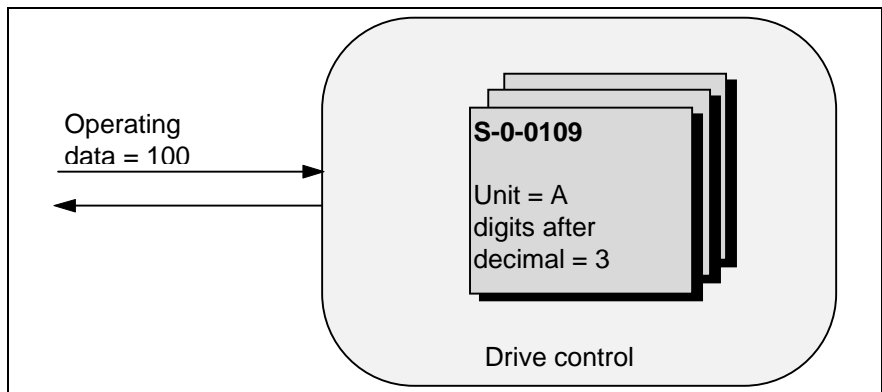 Operating
data = 100
S-0-0109
Unit = A
digits after
decimal = 3
Drive control